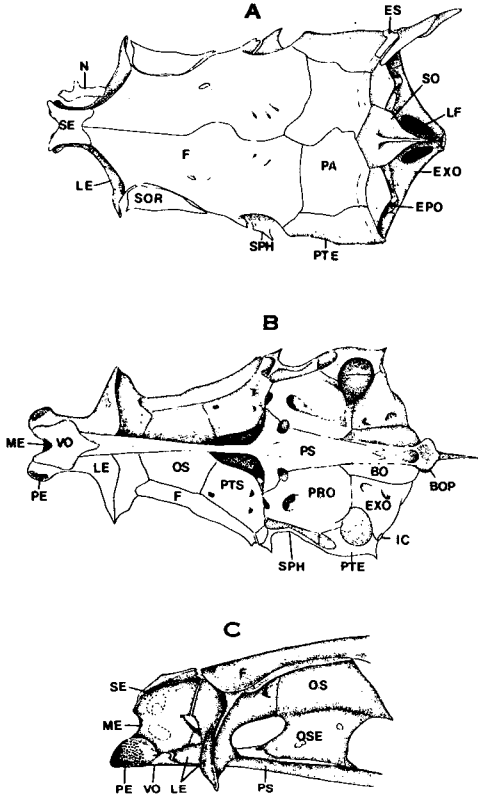 A
ES
N
SO
LF
SE
F
PA
EXO
LE
SOR
EPO
SPH
PTE
B
ME
VO
PS
LE
OS
BO
BOP
PE
PTS
F
PRO
EXO
IC
SPH
PTE
C
SE
F
OS
ME
OSE
PE
VO
LE
PS